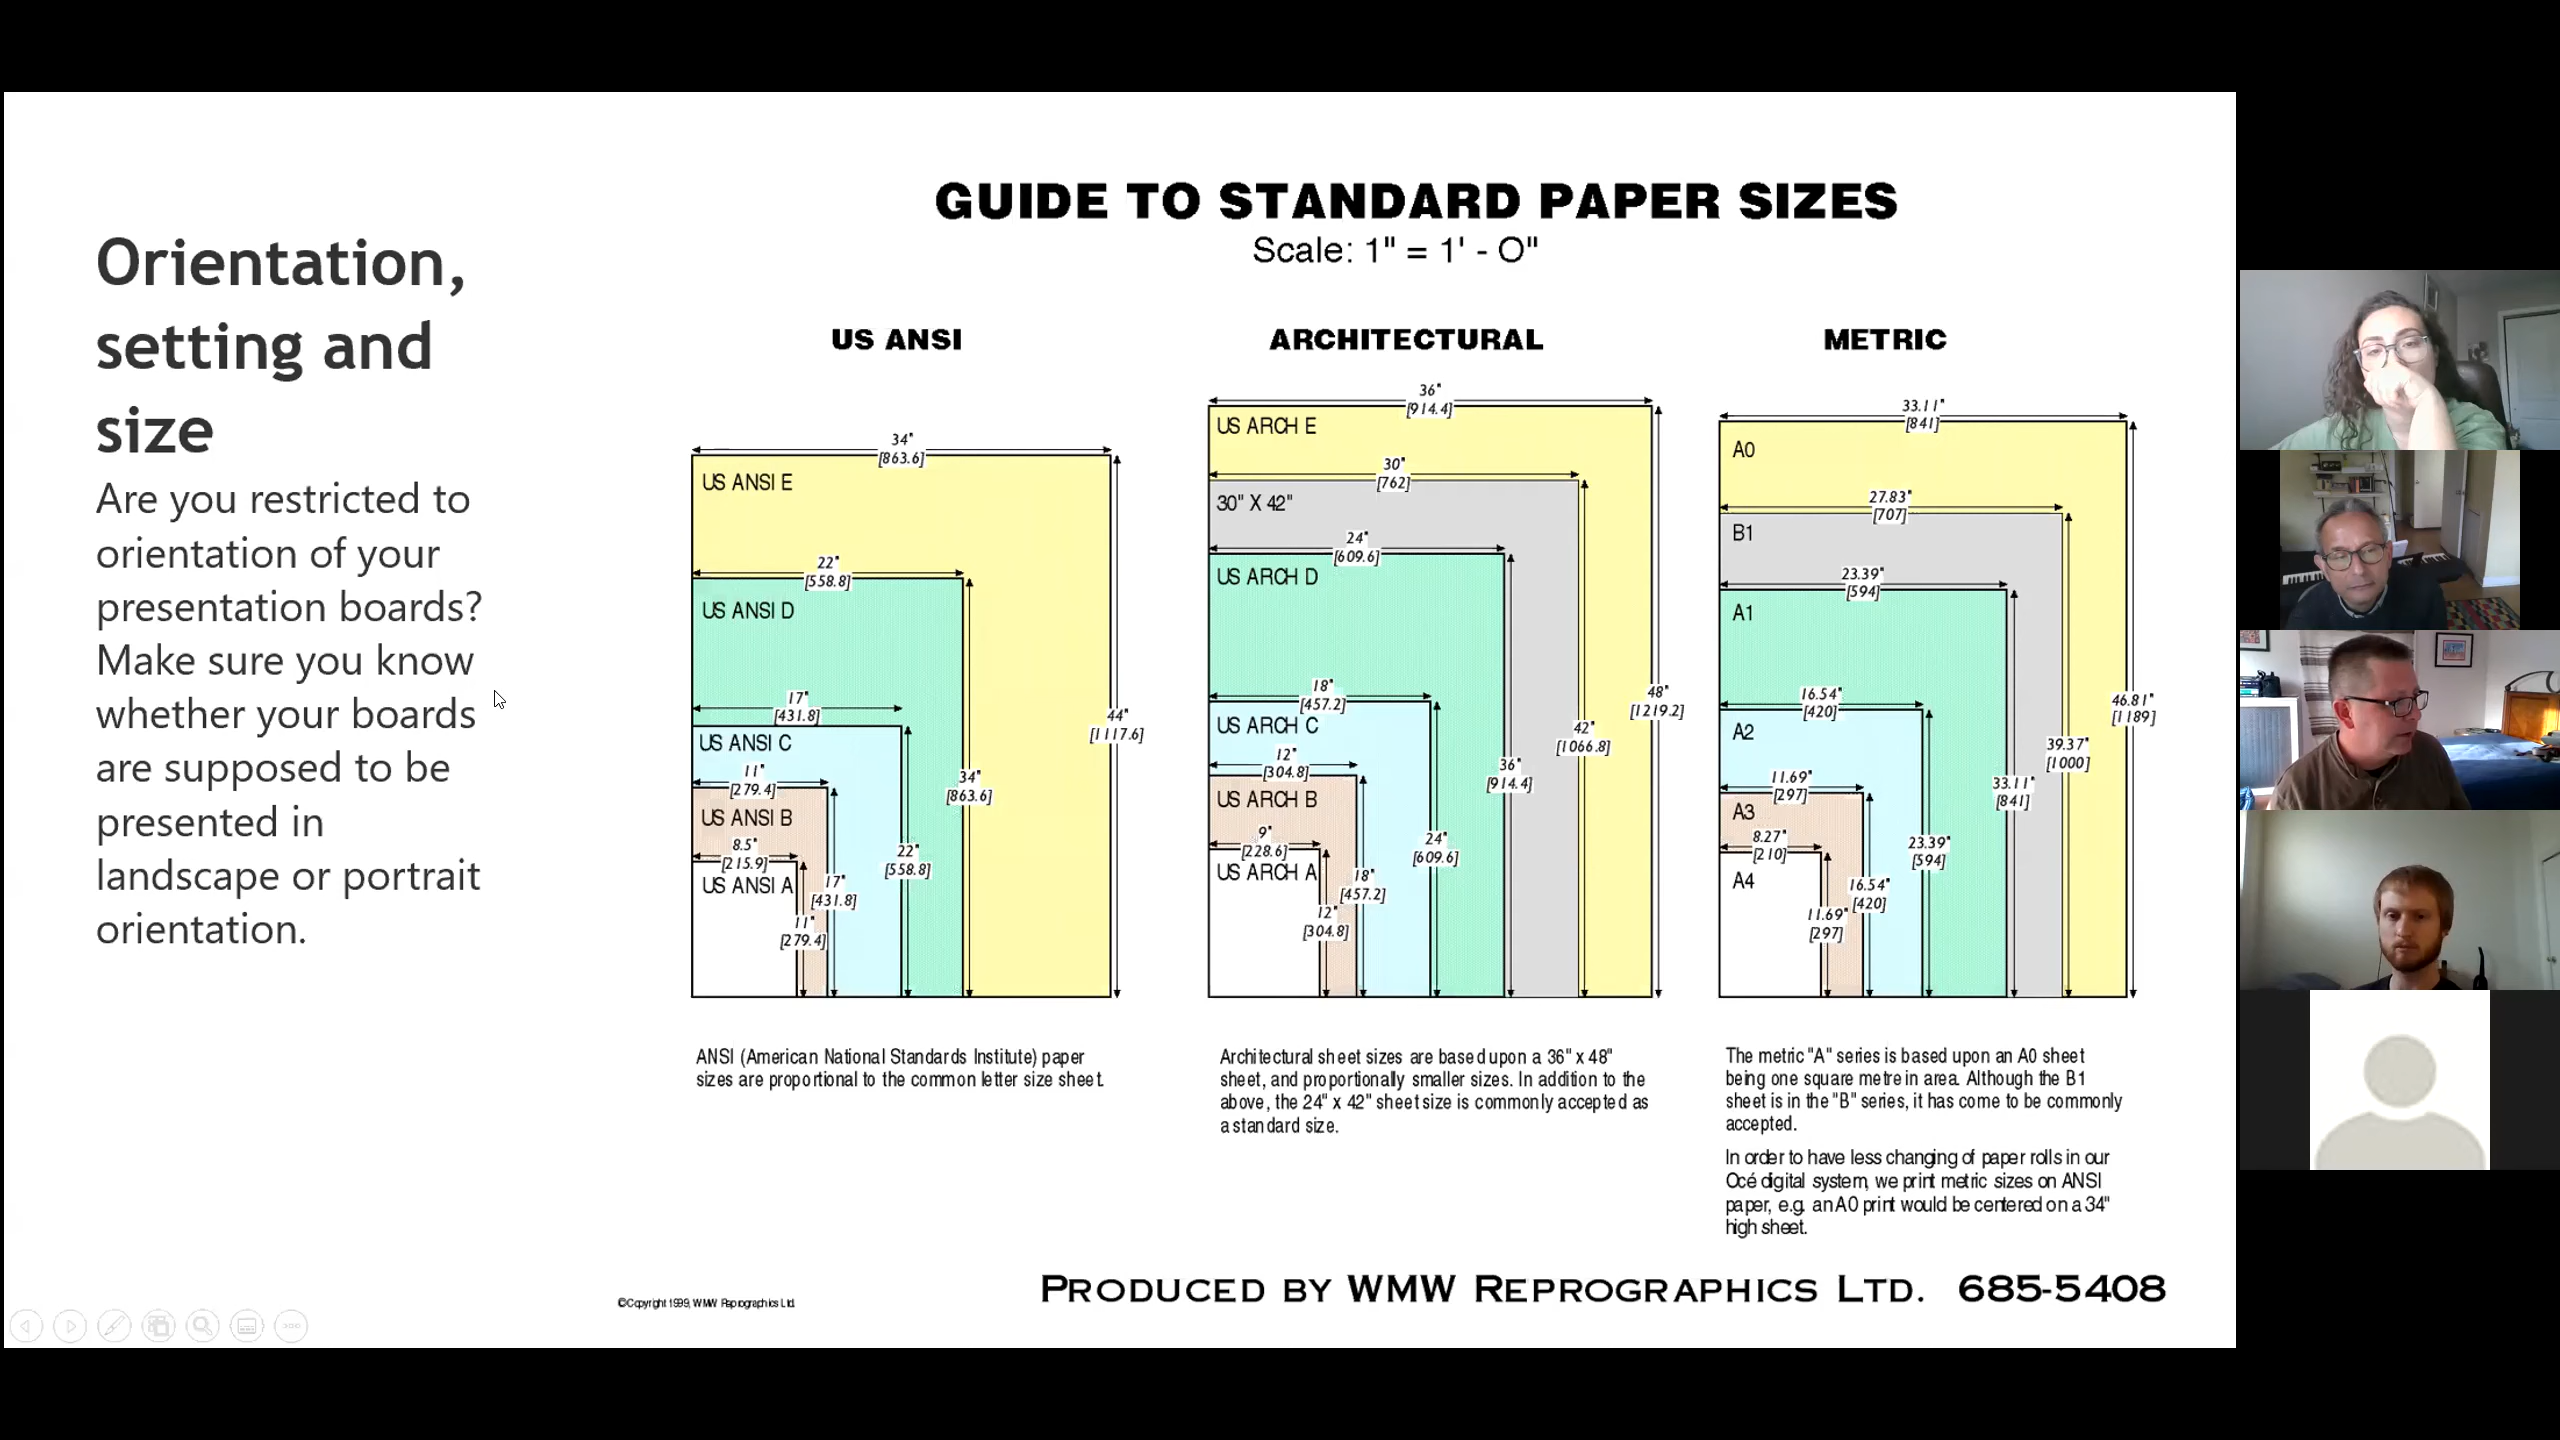 Orientation,
setting and
size
Are you restricted to
orientation of your
presentation boards?
Make sure you know
whether your boards
are supposed to be
presented in
landscape or portrait
orientation.
GUIDE TO STANDARD PAPER SIZES
Scale: 1" = 1' - O"
US ANSI
34"
[863.6]
US ANSI E
22"
[558.8]
US ANSI D
17"
[431.8]
44"
[1117.6]
US ANSI C
11"
[279.4]
34"
[863.6]
US ANSI B
8.5"
[215.9]
22"
[558.8]
US ANSI A
17"
[431.8]
11"
[279.4]
ANSI (American National Standards Institute) paper
sizes are proportional to the common letter size sheet.
ARCHITECTURAL
36"
[914.4]
US ARCH E
30"
[762]
30" X 42"
24"
[609.6]
US ARCH D
18"
[457.2]
48"
[1219.2]
US ARCH C
42"
[1066.8]
12"
[304.8]
36"
[914.4]
US ARCH B
9"
[228.6]
24"
[609.6]
US ARCH A
18"
[457.2]
12"
[304.8]
Architectural sheet sizes are based upon a 36" x 48"
sheet, and proportionally smaller sizes. In addition to the
above, the 24" x 42" sheet size is commonly accepted as
a standard size.
METRIC
33.11"
[841]
A0
27.83"
[707]
B1
23.39"
[594]
A1
16.54"
[420]
46.81"
[1189]
A2
39.37"
[1000]
11.69"
[297]
33.11"
[841]
A3
8.27"
[210]
23.39"
[594]
A4
16.54"
[420]
11.69"
[297]
The metric "A" series is based upon an A0 sheet
being one square metre in area. Although the B1
sheet is in the "B" series, it has come to be commonly
accepted.
In order to have less changing of paper rolls in our
Océ digital system, we print metric sizes on ANSI
paper, e.g. an A0 print would be centered on a 34"
high sheet.
©Copyright 1999, WMW Reprographics Ltd.
PRODUCED BY WMW REPROGRAPHICS LTD. 685-5408